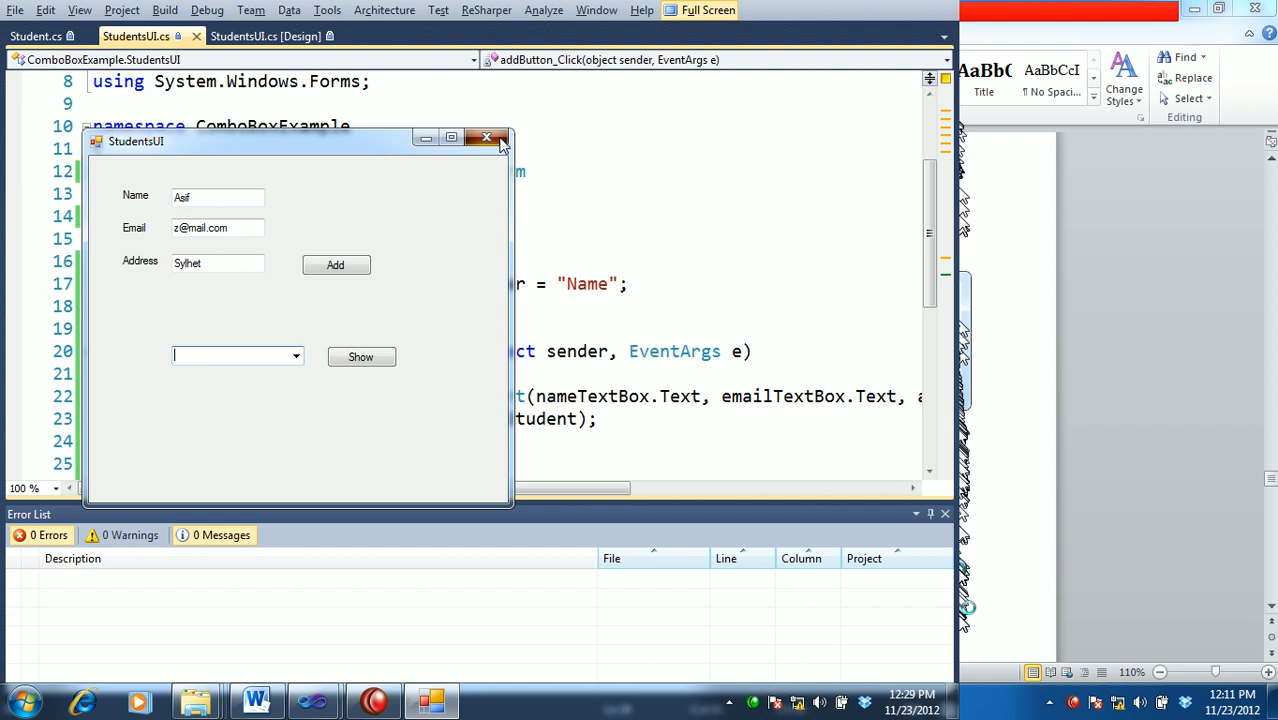 File Edit View Project Build Debug Team Data Tools Architecture Test ReSharper Analyze Window Help Full Screen
Student.cs StudentsUI.cs StudentsUI.cs [Design]
ComboBoxExample.StudentsUI addButton_Click(object sender, EventArgs e)
8 using System.Windows.Forms;
9
10 namespace ComboBoxExample
StudentsUI
12 m
13
14
15
16
17 r = "Name";
18
19
20 ct sender, EventArgs e)
21
22 t(nameTextBox.Text, emailTextBox.Text, a
23 tudent);
24
25
Name Asif
Email z@mail.com
Address Sylhet Add
Show
100 %
Error List
0 Errors 0 Warnings 0 Messages
Description File Line Column Project
AaBb( AaBbCcI
Title ¶ No Spaci...
Change Styles
Find
Replace
Select
Editing
110%
12:29 PM
11/23/2012
12:11 PM
11/23/2012